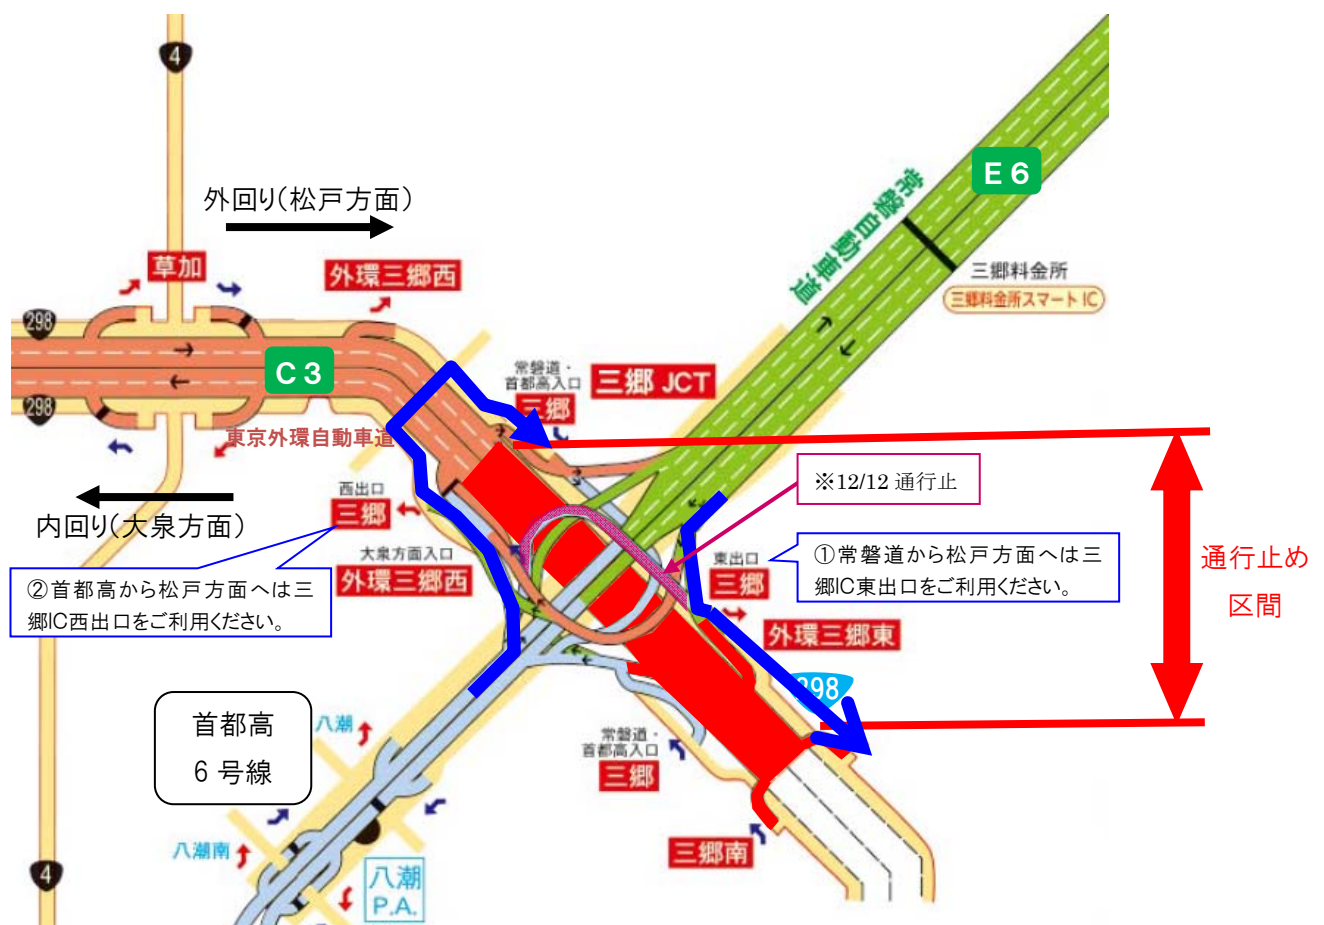 4
外回り(松戸方面)
草加
外環三郷西
298
C3
298
東京外環自動車道
内回り(大泉方面)
常磐道・
首都高入口
三郷
三郷 JCT
常磐自動車道
E6
三郷料金所
三郷料金所スマートIC
※12/12 通行止
西出口
三郷
大泉方面入口
外環三郷西
②首都高から松戸方面へは三
郷IC西出口をご利用ください。
東出口
三郷
外環三郷東
①常磐道から松戸方面へは三
郷IC東出口をご利用ください。
通行止め
区間
298
首都高
6号線
八潮
八潮南
八潮
P.A.
4
常磐道・
首都高入口
三郷
三郷南